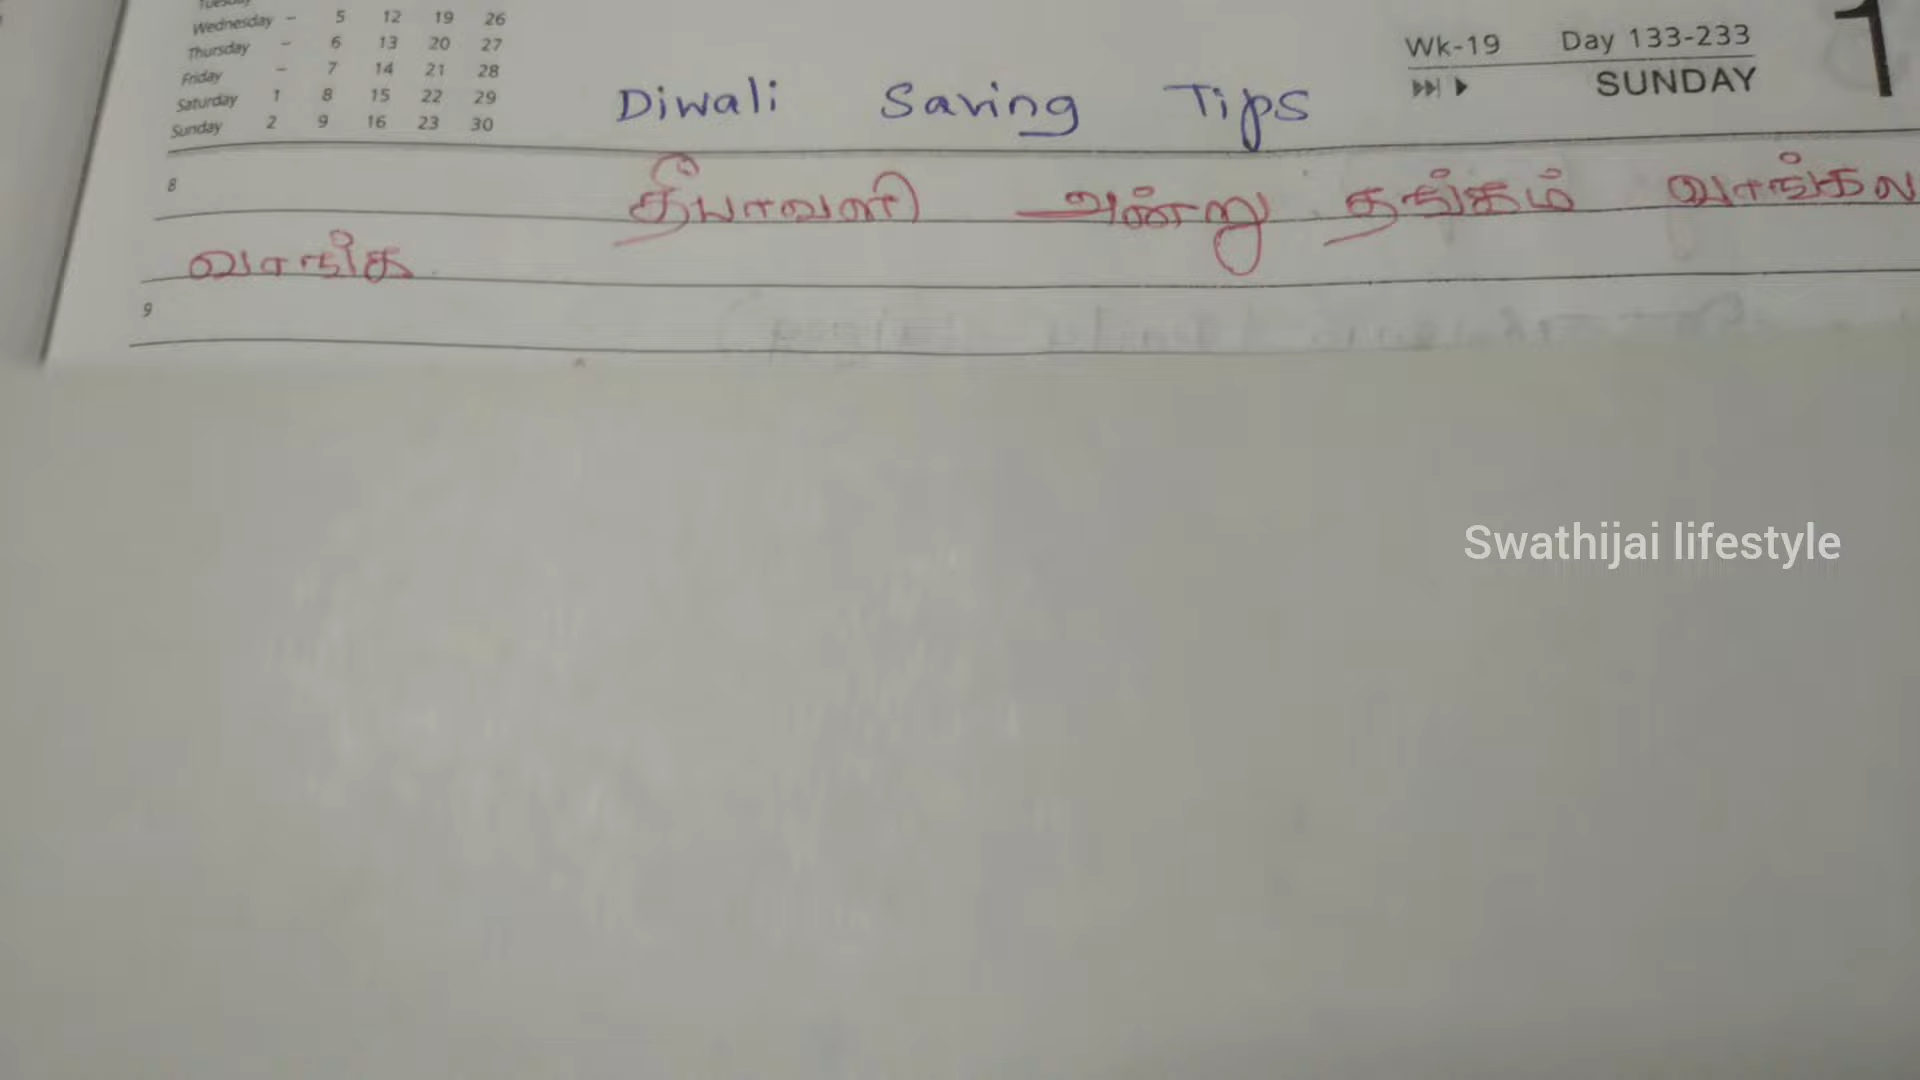 Tuesday
Wednesday - 5 12 19 26
Thursday - 6 13 20 27
Friday - 7 14 21 28
Saturday 1 8 15 22 29
Sunday 2 9 16 23 30
Wk-19 Day 133-233
SUNDAY
1
Diwali Saving Tips
8
தீபாவளி அன்று தங்கம்
வாங்க
9
Swathijai lifestyle